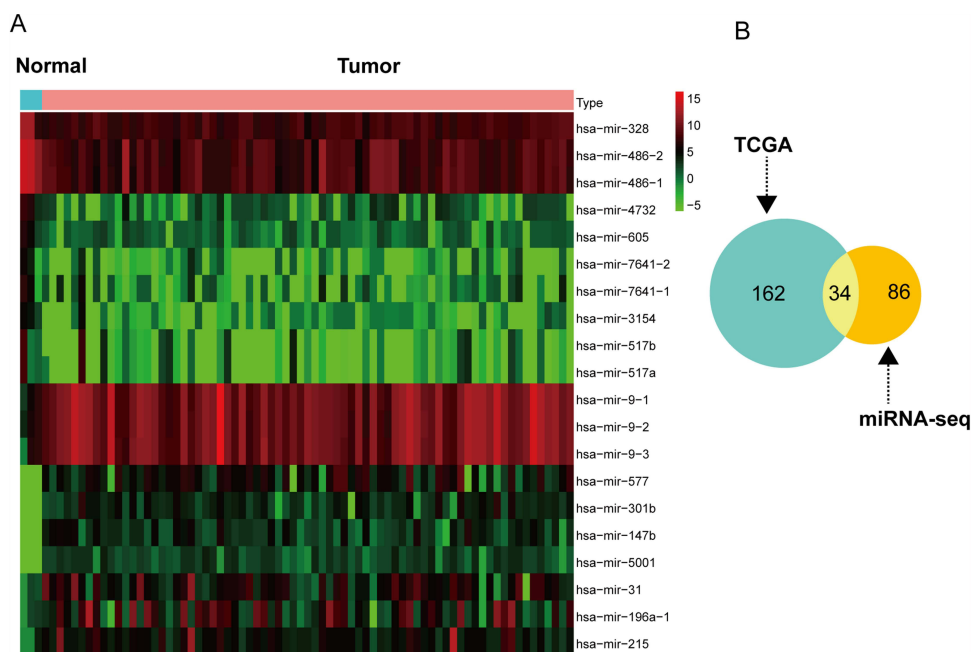 A
B
Normal
Tumor
Type
hsa-mir-328
hsa-mir-486-2
hsa-mir-486-1
hsa-mir-4732
hsa-mir-605
hsa-mir-7641-2
hsa-mir-7641-1
hsa-mir-3154
hsa-mir-517b
hsa-mir-517a
hsa-mir-9-1
hsa-mir-9-2
hsa-mir-9-3
hsa-mir-577
hsa-mir-301b
hsa-mir-147b
hsa-mir-5001
hsa-mir-31
hsa-mir-196a-1
hsa-mir-215
15
10
5
0
−5
TCGA
162
34
86
miRNA-seq